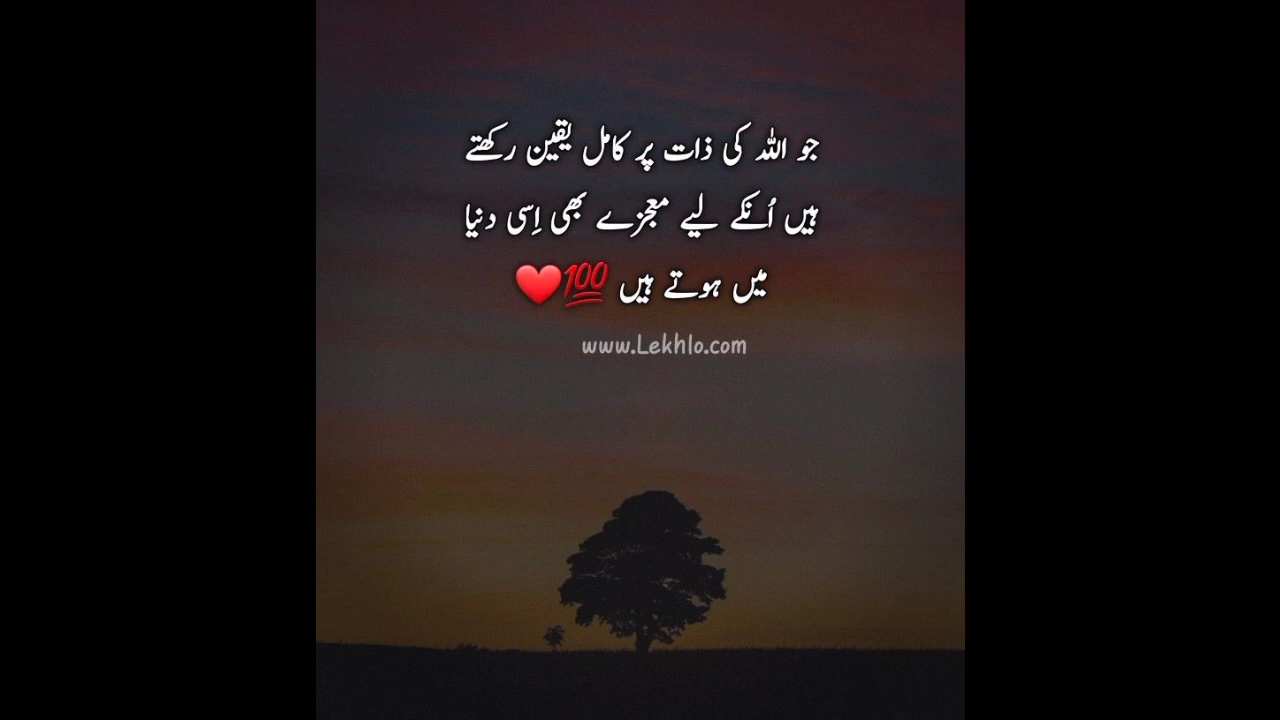 جو اللہ کی ذات پر کامل یقین رکھتے
ہیں اُنکے لیے معجزے بھی اِسی دنیا
میں ہوتے ہیں 💯❤️
www.Lekhlo.com